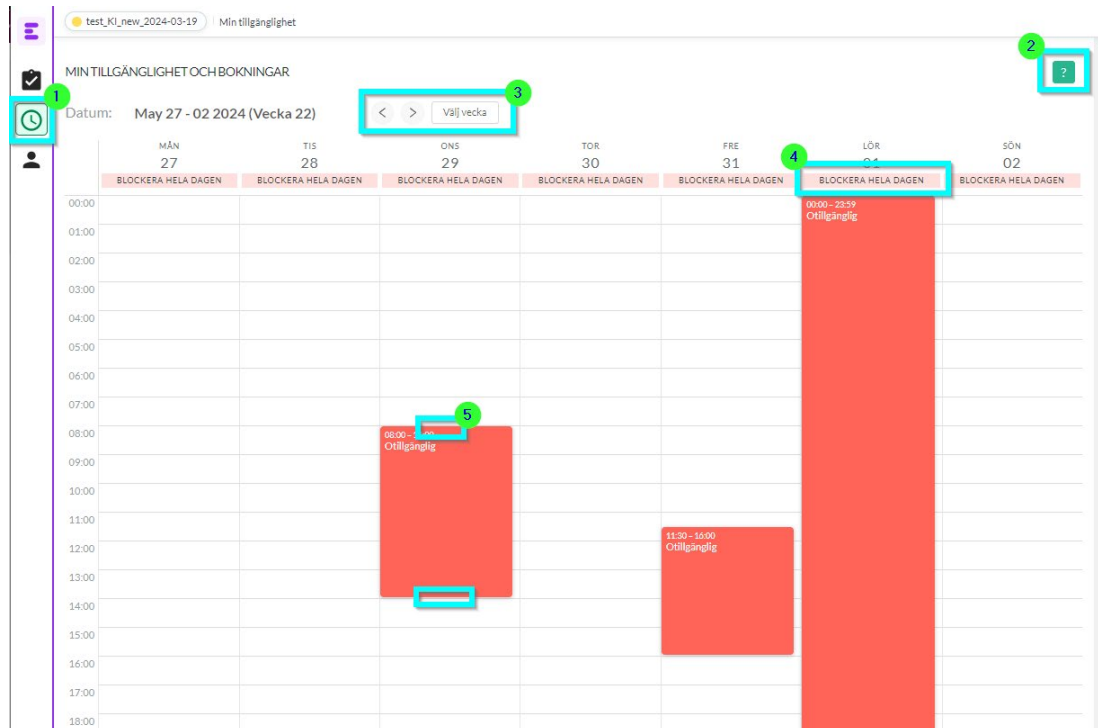 test_KI_new_2024-03-19 Min tillgänglighet
2
MIN TILLGÄNGLIGHET OCH BOKNINGAR ?
1
3
Datum: May 27 - 02 2024 (Vecka 22) < > Välj vecka
MÅN TIS ONS TOR FRE LÖR SÖN
4
27 28 29 30 31 01 02
BLOCKERA HELA DAGEN BLOCKERA HELA DAGEN BLOCKERA HELA DAGEN BLOCKERA HELA DAGEN BLOCKERA HELA DAGEN BLOCKERA HELA DAGEN BLOCKERA HELA DAGEN
00:00 00:00 – 23:59
Otillgänglig
01:00
02:00
03:00
04:00
05:00
06:00
07:00
5
08:00 08:00 –
Otillgänglig
09:00
10:00
11:00
11:30 – 16:00
12:00 Otillgänglig
13:00
14:00
15:00
16:00
17:00
18:00